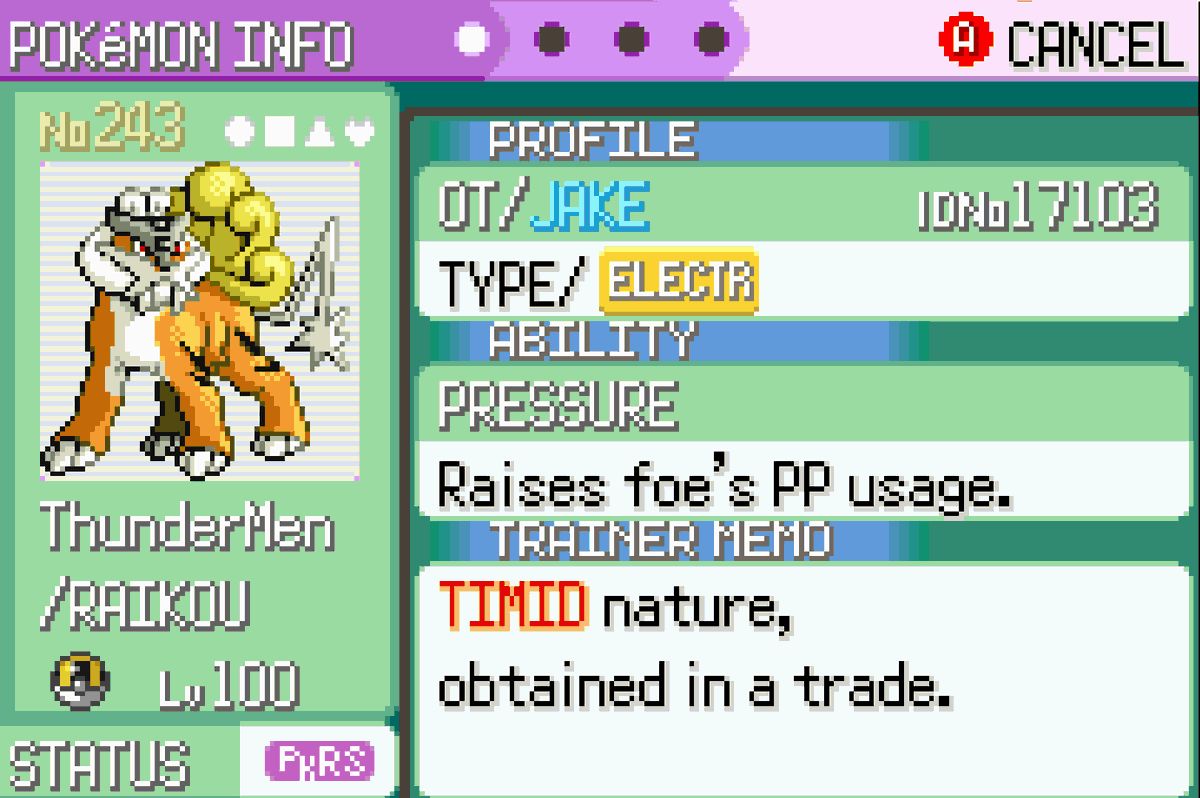 POKéMON INFO
A CANCEL
No243
ThunderMen
/RAIKOU
Lv100
STATUS PKRS
PROFILE
OT/JAKE IDNo17103
TYPE/ ELECTR
ABILITY
PRESSURE
Raises foe's PP usage.
TRAINER MEMO
TIMID nature,
obtained in a trade.